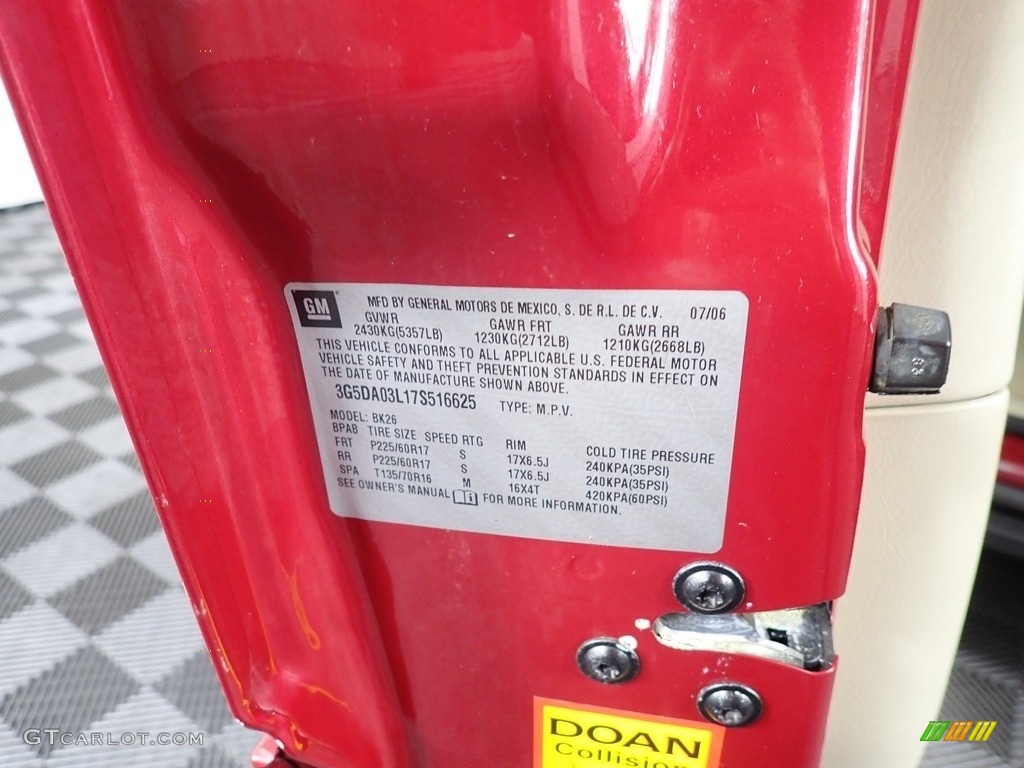 GM
MFD BY GENERAL MOTORS DE MEXICO, S. DE R.L. DE C.V. 07/06
GVWR GAWR FRT GAWR RR
2430KG(5357LB) 1230KG(2712LB) 1210KG(2668LB)
THIS VEHICLE CONFORMS TO ALL APPLICABLE U.S. FEDERAL MOTOR
VEHICLE SAFETY AND THEFT PREVENTION STANDARDS IN EFFECT ON
THE DATE OF MANUFACTURE SHOWN ABOVE.
3G5DA03L17S516625 TYPE: M.P.V.
MODEL: BK26
BPAB TIRE SIZE SPEED RTG RIM COLD TIRE PRESSURE
FRT P225/60R17 S 17X6.5J 240KPA(35PSI)
RR P225/60R17 S 17X6.5J 240KPA(35PSI)
SPA T135/70R16 M 16X4T 420KPA(60PSI)
SEE OWNER'S MANUAL FOR MORE INFORMATION.
DOAN
Collision
GTCARLOT.COM